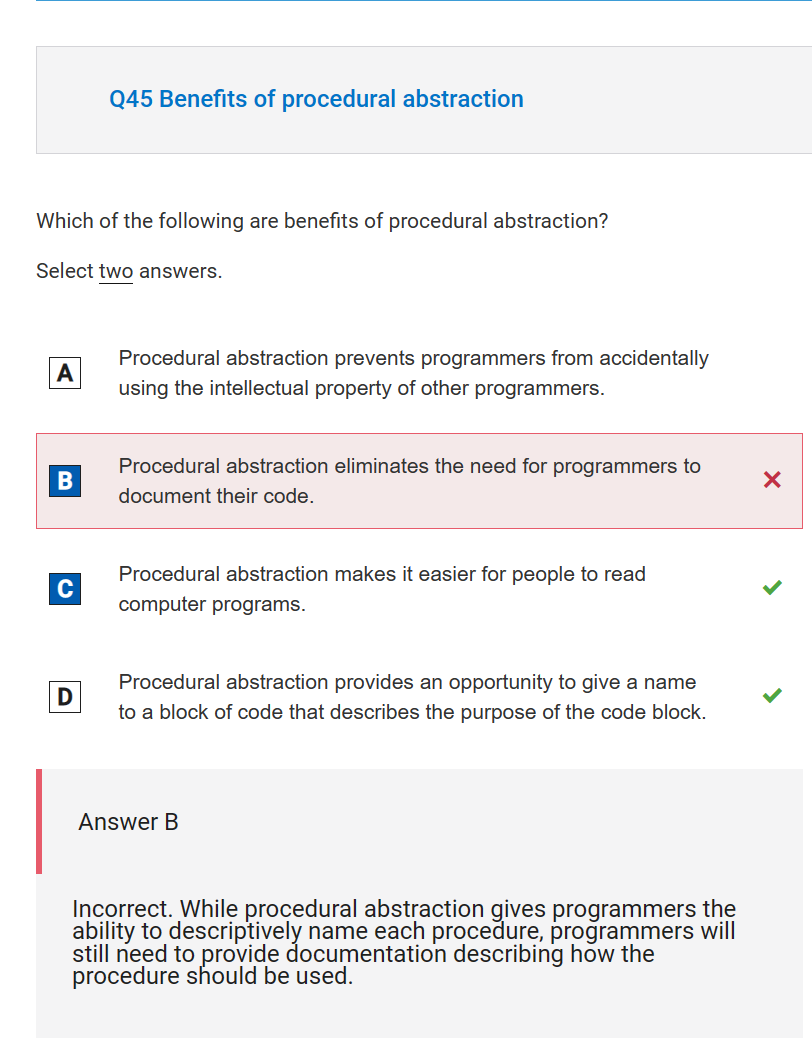 Q45 Benefits of procedural abstraction
Which of the following are benefits of procedural abstraction?
Select two answers.
A
Procedural abstraction prevents programmers from accidentally
using the intellectual property of other programmers.
B
Procedural abstraction eliminates the need for programmers to
document their code.
C
Procedural abstraction makes it easier for people to read
computer programs.
D
Procedural abstraction provides an opportunity to give a name
to a block of code that describes the purpose of the code block.
Answer B
Incorrect. While procedural abstraction gives programmers the
ability to descriptively name each procedure, programmers will
still need to provide documentation describing how the
procedure should be used.